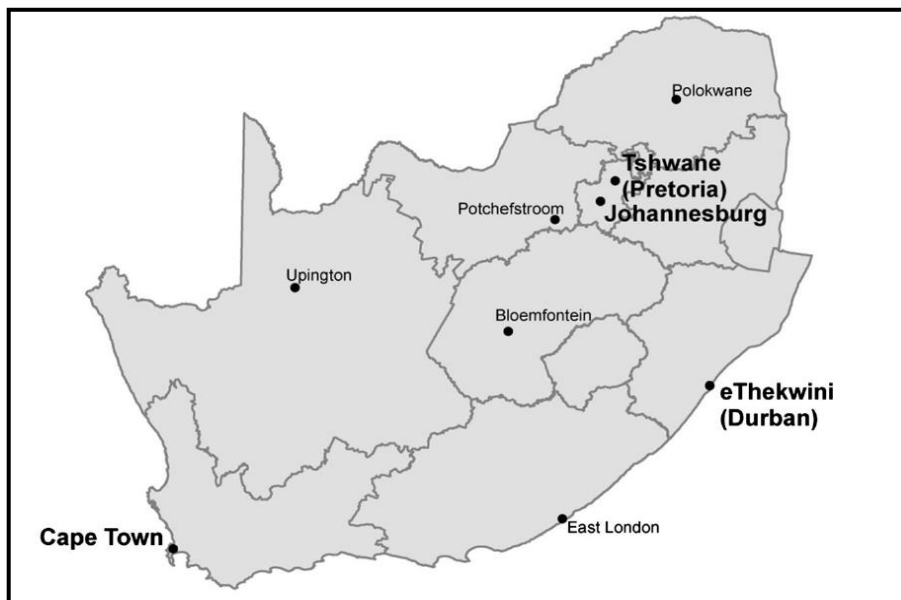 Polokwane
Tshwane
(Pretoria)
Johannesburg
Potchefstroom
Upington
Bloemfontein
eThekwini
(Durban)
East London
Cape Town